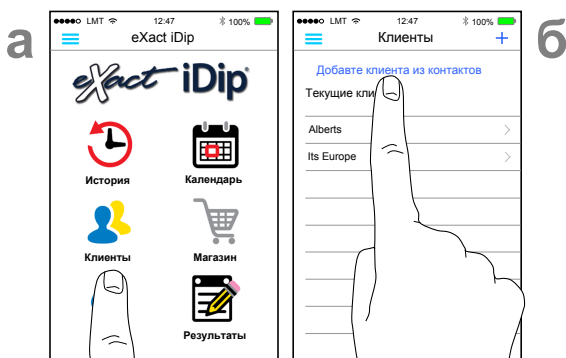 а
LMT 12:47 100%
eXact iDip
eXact iDip
История
Календарь
Клиенты
Магазин
Результаты
б
LMT 12:47 100%
Клиенты +
Добавте клиента из контактов
Текущие кли
Alberts
Its Europe